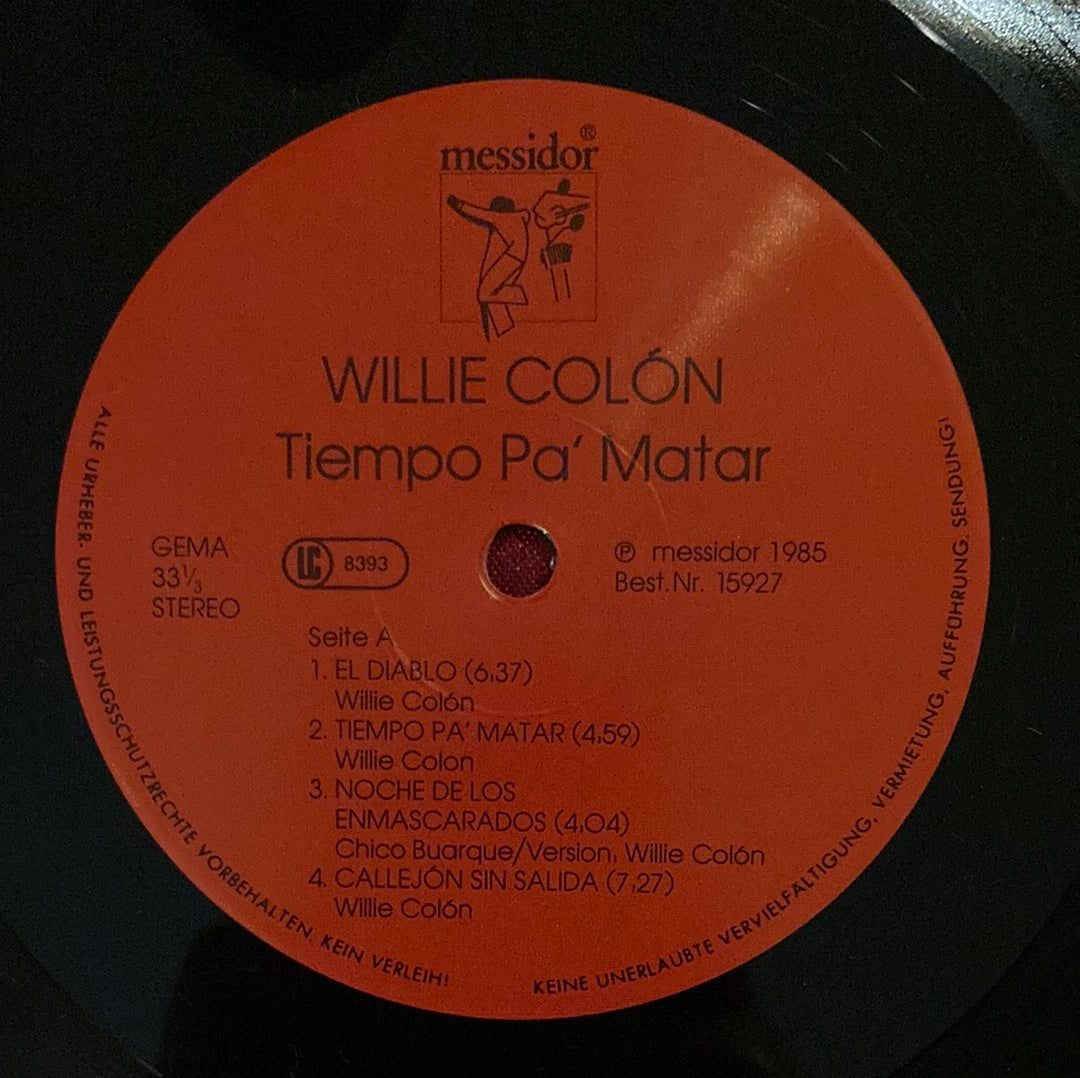 messidor®
WILLIE COLÓN
Tiempo Pa' Matar
GEMA
33⅓
STEREO
LC 8393
℗ messidor 1985
Best.Nr. 15927
Seite A
1. EL DIABLO (6,37)
Willie Colón
2. TIEMPO PA' MATAR (4,59)
Willie Colon
3. NOCHE DE LOS
ENMASCARADOS (4,04)
Chico Buarque/Version, Willie Colón
4. CALLEJÓN SIN SALIDA (7,27)
Willie Colón
ALLE URHEBER- UND LEISTUNGSSCHUTZRECHTE VORBEHALTEN. KEIN VERLEIH!
KEINE UNERLAUBTE VERVIELFÄLTIGUNG, VERMIETUNG, AUFFÜHRUNG, SENDUNG!